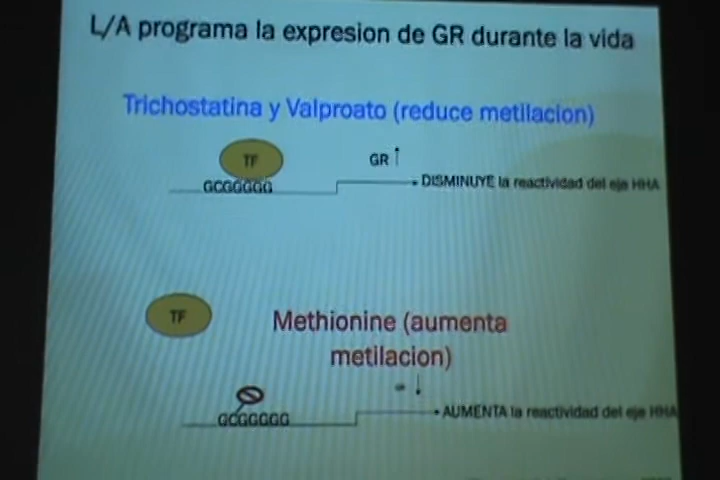 L/A programa la expresion de GR durante la vida
Trichostatina y Valproato (reduce metilacion)
TF
GR ↑
GCGGGGG
DISMINUYE la reactividad del eje HHA
TF
Methionine (aumenta
metilacion)
↓
GCGGGGG
AUMENTA la reactividad del eje HHA